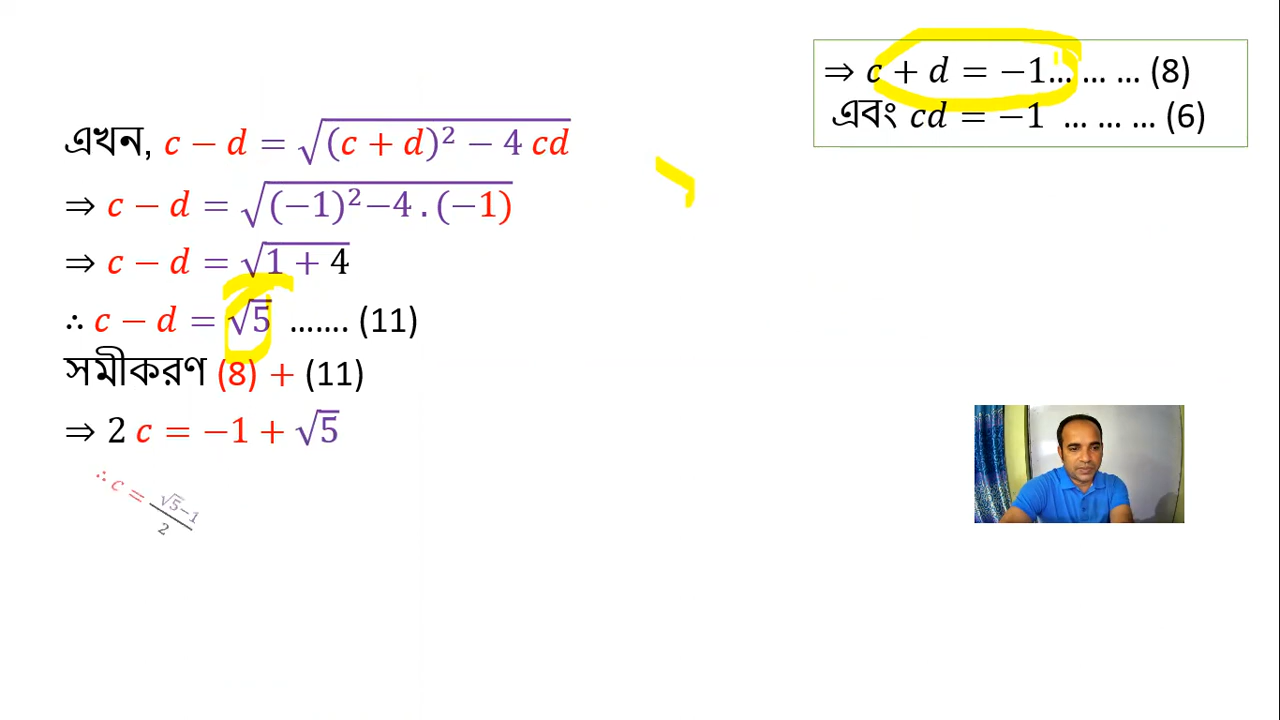 ⇒ c + d = −1... ... ... (8)
এবং cd = −1 ... ... ... (6)
এখন, c − d = √((c + d)² − 4 cd)
⇒ c − d = √((−1)²−4 . (−1))
⇒ c − d = √(1 + 4)
∴ c − d = √5 ....... (11)
সমীকরণ (8) + (11)
⇒ 2 c = −1 + √5
∴ c = (√5−1)/2